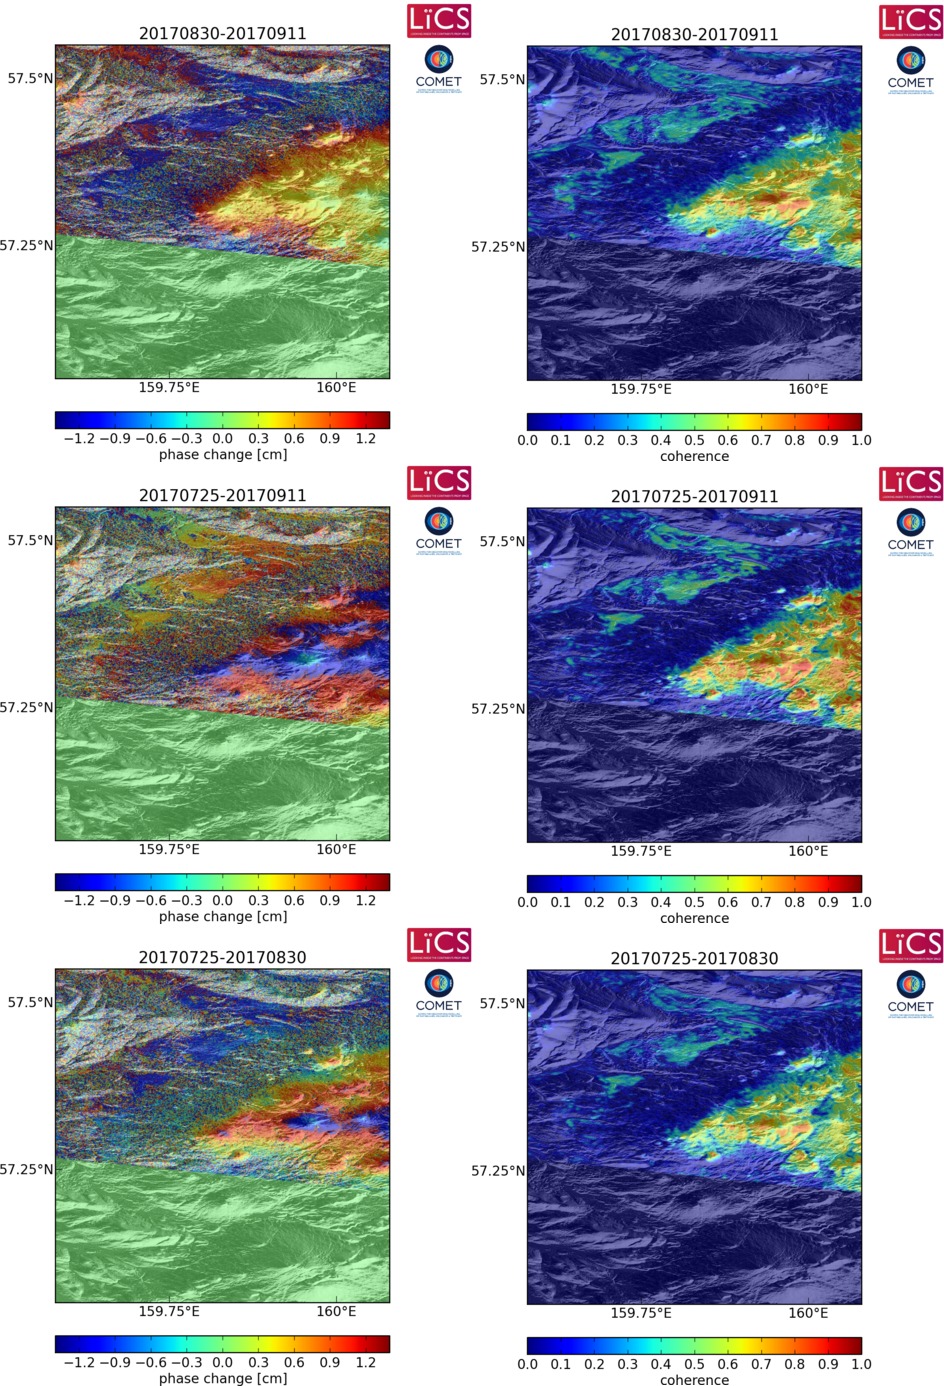 LiCS LiCS
20170830-20170911 20170830-20170911
COMET COMET
57.5°N 57.5°N
57.25°N 57.25°N
159.75°E 160°E 159.75°E 160°E
−1.2 −0.9 −0.6 −0.3 0.0 0.3 0.6 0.9 1.2 0.0 0.1 0.2 0.3 0.4 0.5 0.6 0.7 0.8 0.9 1.0
phase change [cm] coherence
LiCS LiCS
20170725-20170911 20170725-20170911
COMET COMET
57.5°N 57.5°N
57.25°N 57.25°N
159.75°E 160°E 159.75°E 160°E
−1.2 −0.9 −0.6 −0.3 0.0 0.3 0.6 0.9 1.2 0.0 0.1 0.2 0.3 0.4 0.5 0.6 0.7 0.8 0.9 1.0
phase change [cm] coherence
LiCS LiCS
20170725-20170830 20170725-20170830
COMET COMET
57.5°N 57.5°N
57.25°N 57.25°N
159.75°E 160°E 159.75°E 160°E
−1.2 −0.9 −0.6 −0.3 0.0 0.3 0.6 0.9 1.2 0.0 0.1 0.2 0.3 0.4 0.5 0.6 0.7 0.8 0.9 1.0
phase change [cm] coherence